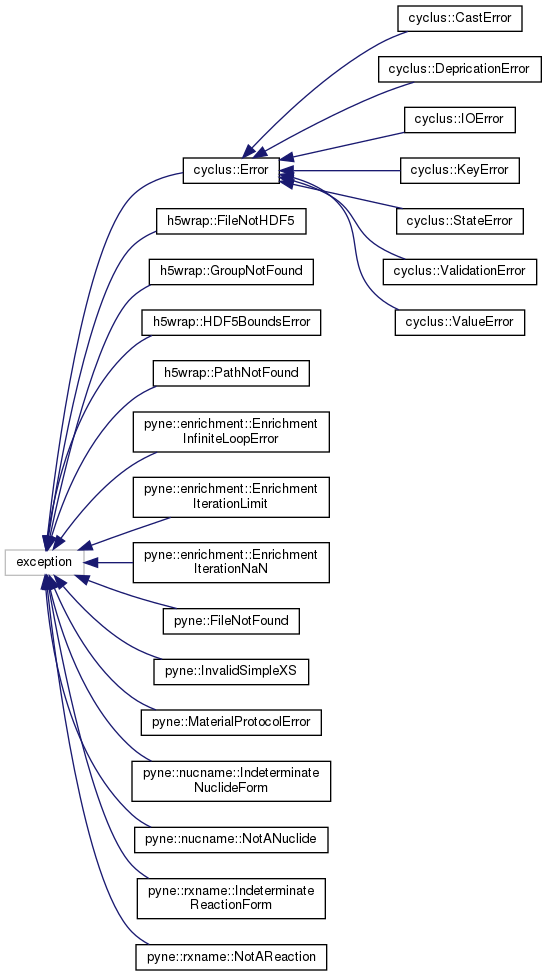 cyclus::CastError
cyclus::DepricationError
cyclus::IOError
cyclus::Error
cyclus::KeyError
h5wrap::FileNotHDF5
cyclus::StateError
h5wrap::GroupNotFound
cyclus::ValidationError
h5wrap::HDF5BoundsError
cyclus::ValueError
h5wrap::PathNotFound
pyne::enrichment::Enrichment
InfiniteLoopError
pyne::enrichment::Enrichment
IterationLimit
exception
pyne::enrichment::Enrichment
IterationNaN
pyne::FileNotFound
pyne::InvalidSimpleXS
pyne::MaterialProtocolError
pyne::nucname::Indeterminate
NuclideForm
pyne::nucname::NotANuclide
pyne::rxname::Indeterminate
ReactionForm
pyne::rxname::NotAReaction